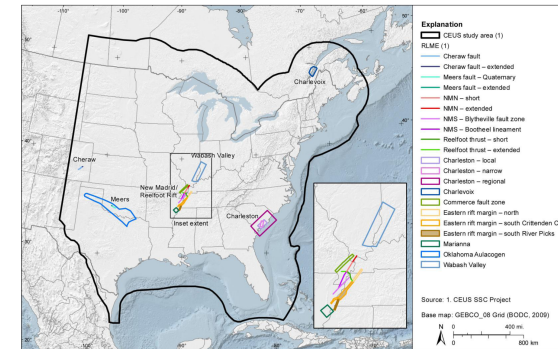 -110°
-100°
-90°
-80°
-70°
-60°
50°
40°
30°
Charlevoix
Cheraw
Wabash Valley
Meers
New Madrid/
Reelfoot Rift
Charleston
Inset extent
Explanation
CEUS study area (1)
RLME (1)
Cheraw fault
Cheraw fault – extended
Meers fault – Quaternary
Meers fault – extended
NMN – short
NMN – extended
NMS – Blytheville fault zone
NMS – Bootheel lineament
Reelfoot thrust – short
Reelfoot thrust – extended
Charleston – local
Charleston – narrow
Charleston – regional
Charlevoix
Commerce fault zone
Eastern rift margin – north
Eastern rift margin – south Crittenden C
Eastern rift margin – south River Picks
Marianna
Oklahoma Aulacogen
Wabash Valley
Source: 1. CEUS SSC Project
Base map: GEBCO_08 Grid (BODC, 2009)
N
0 400 mi.
0 800 km